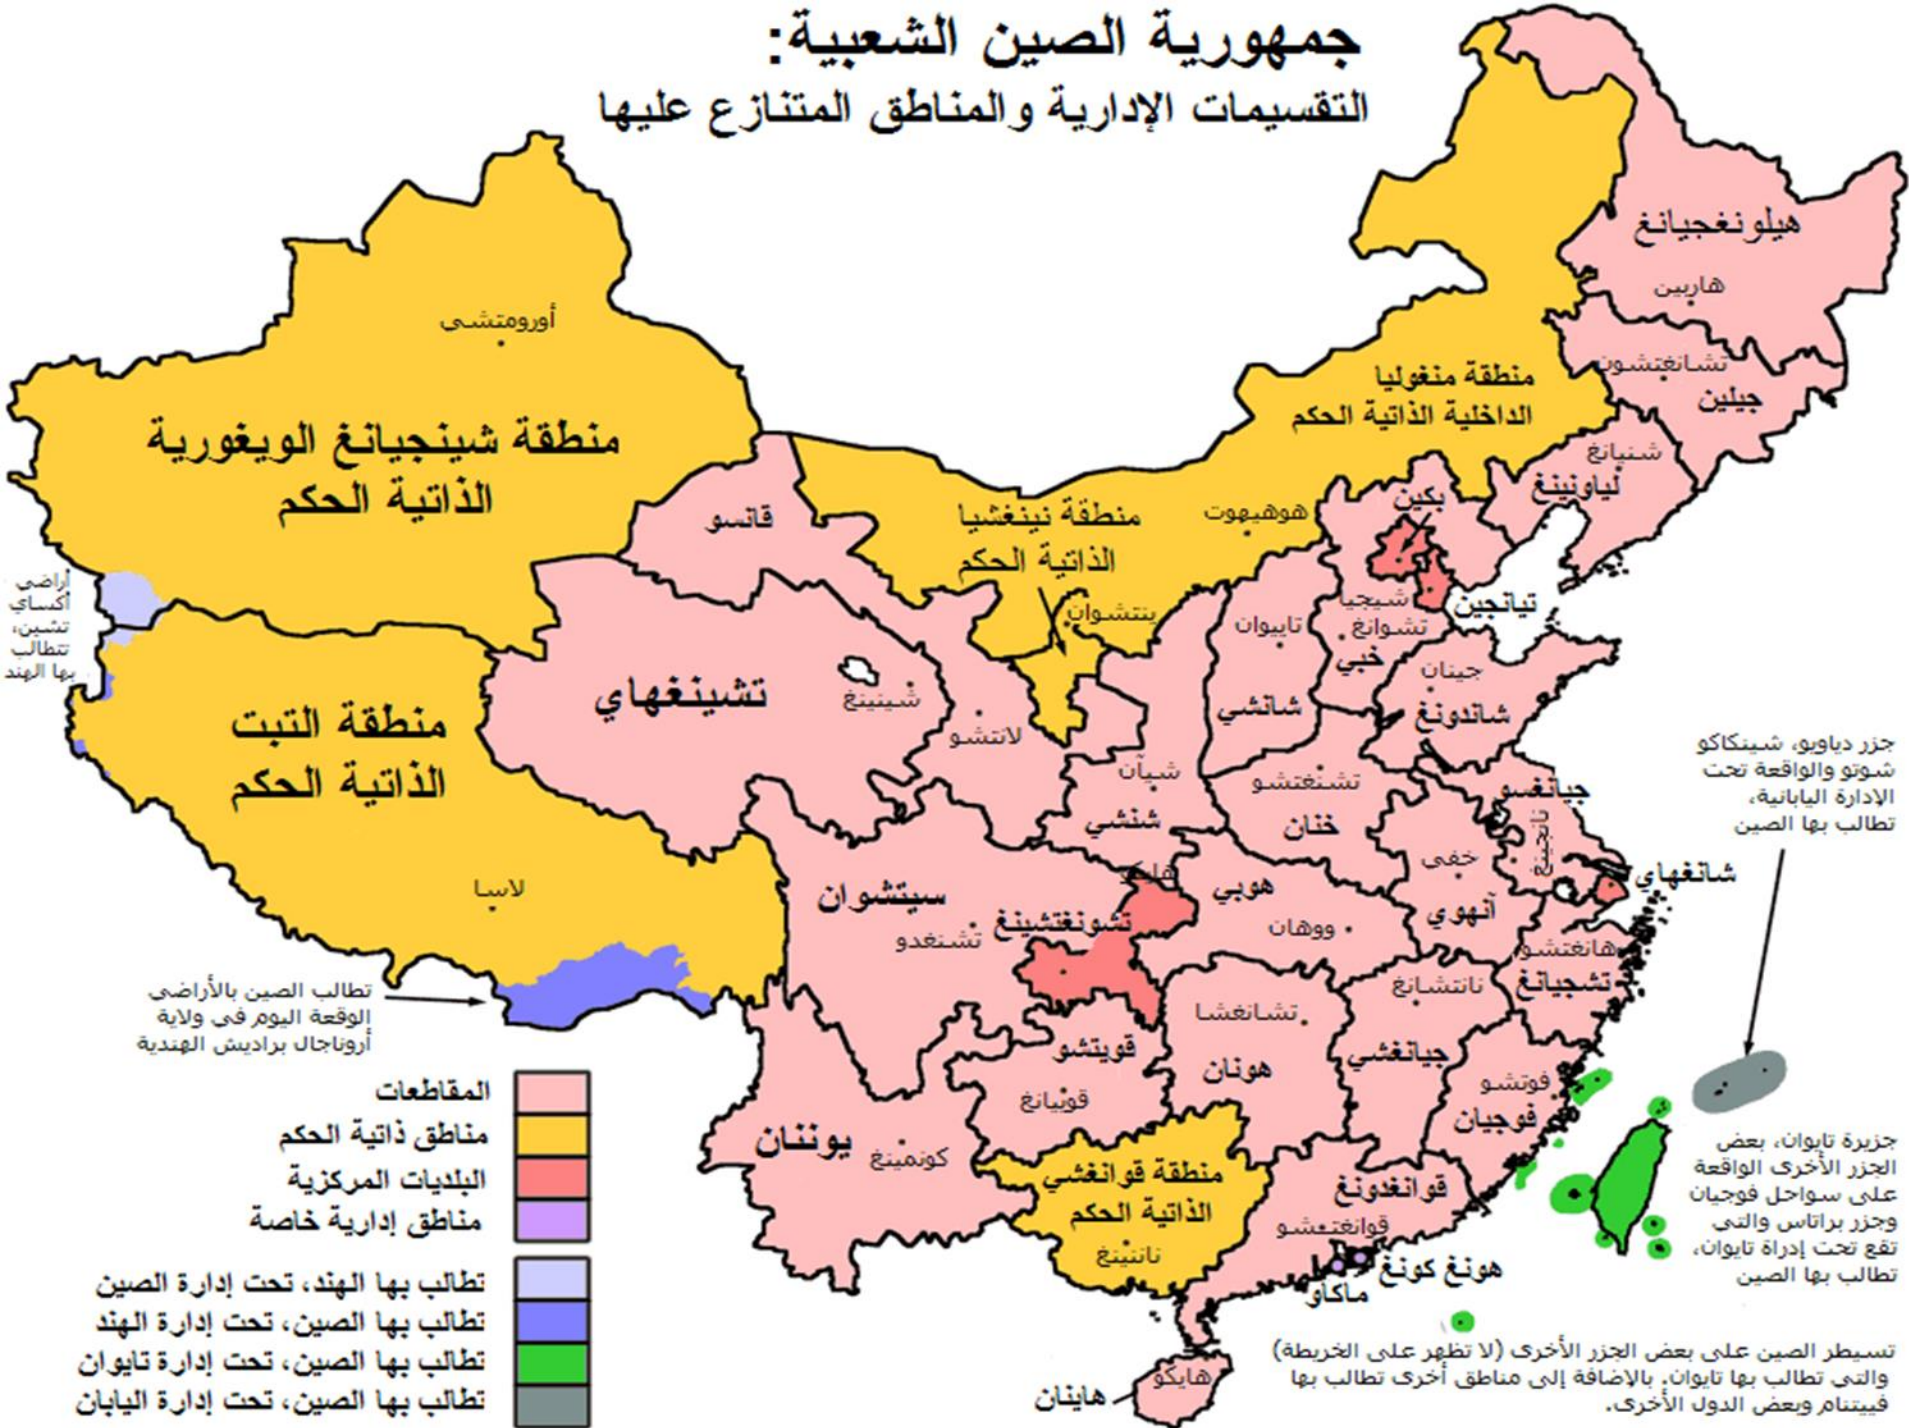 جمهورية الصين الشعبية:
التقسيمات الإدارية والمناطق المتنازع عليها
هيلونغجيانغ
هاربين
تشانغتشون
جيلين
شنيانغ
لياونينغ
منطقة منغوليا
الداخلية الذاتية الحكم
هوهيهوت
أورومتشي
منطقة شينجيانغ الويغورية
الذاتية الحكم
قانسو
منطقة نينغشيا
الذاتية الحكم
ينتشوان
بكين
تيانجين
شيجيا
تشوانغ
خبي
تاييوان
شانشي
جينان
شاندونغ
أراضي
أكساي
تشين،
تتطالب
بها الهند
منطقة التبت
الذاتية الحكم
لاسا
تشينغهاي
شينينغ
لانتشو
شيآن
شنشي
تشنغتشو
خنان
جيانغسو
نانجينغ
خفي
آنهوي
شانغهاي
هوبي
ووهان
سيتشوان
تشنغدو
تشونغتشينغ
هانغتشو
تشجيانغ
نانتشانغ
جيانغشي
تشانغشا
هونان
قويتشو
قوييانغ
فوتشو
فوجيان
يوننان
كونمينغ
منطقة قوانغشي
الذاتية الحكم
ناننينغ
قوانغدونغ
قوانغتشو
هونغ كونغ
ماكاو
هايكو
هاينان
جزر دياويو، شينكاكو
شوتو والواقعة تحت
الإدارة اليابانية،
تطالب بها الصين
جزيرة تايوان، بعض
الجزر الأخرى الواقعة
على سواحل فوجيان
وجزر براتاس والتي
تقع تحت إدراة تايوان،
تطالب بها الصين
تطالب الصين بالأراضي
الوقعة اليوم في ولاية
أروناجال براديش الهندية
المقاطعات
مناطق ذاتية الحكم
البلديات المركزية
مناطق إدارية خاصة
تطالب بها الهند، تحت إدارة الصين
تطالب بها الصين، تحت إدارة الهند
تطالب بها الصين، تحت إدارة تايوان
تطالب بها الصين، تحت إدارة اليابان
تسيطر الصين على بعض الجزر الأخرى (لا تظهر على الخريطة)
والتي تطالب بها تايوان. بالإضافة إلى مناطق أخرى تطالب بها
فييتنام وبعض الدول الأخرى.